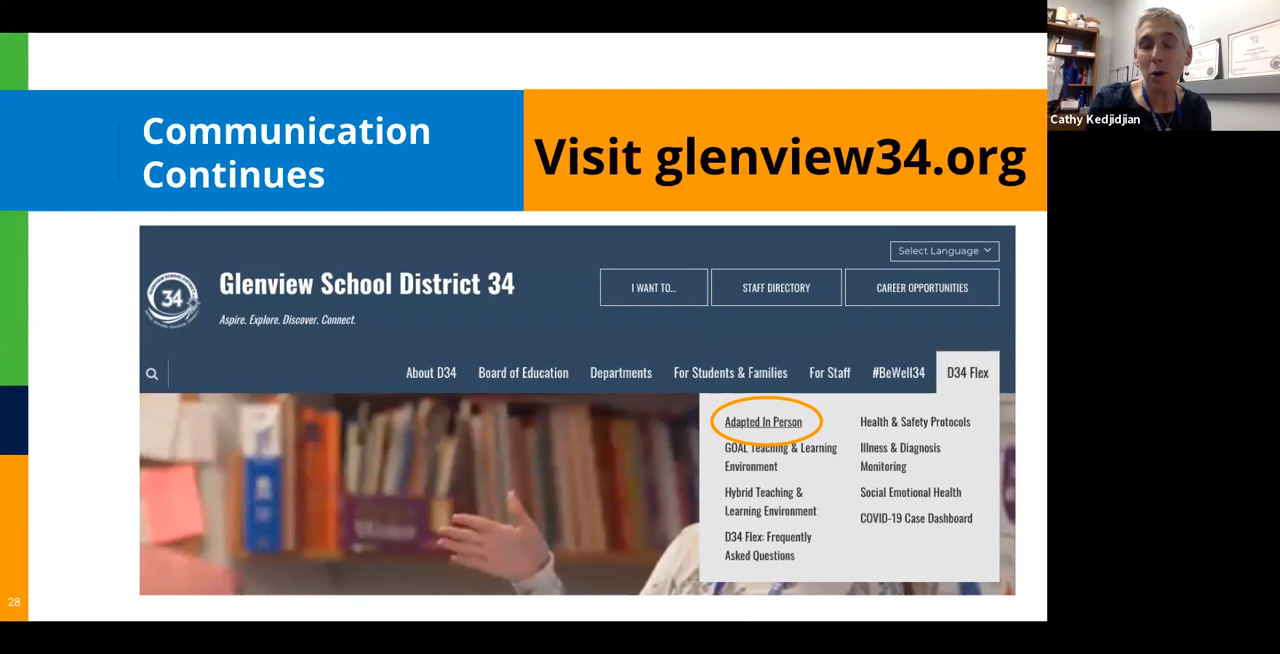 Communication
Continues
Visit glenview34.org
Cathy Kedjidjian
Select Language
34
Glenview School District 34
I WANT TO...
STAFF DIRECTORY
CAREER OPPORTUNITIES
Aspire. Explore. Discover. Connect.
About D34
Board of Education
Departments
For Students & Families
For Staff
#BeWell34
D34 Flex
Adapted In Person
GOAL Teaching & Learning
Environment
Hybrid Teaching &
Learning Environment
D34 Flex: Frequently
Asked Questions
Health & Safety Protocols
Illness & Diagnosis
Monitoring
Social Emotional Health
COVID-19 Case Dashboard
28